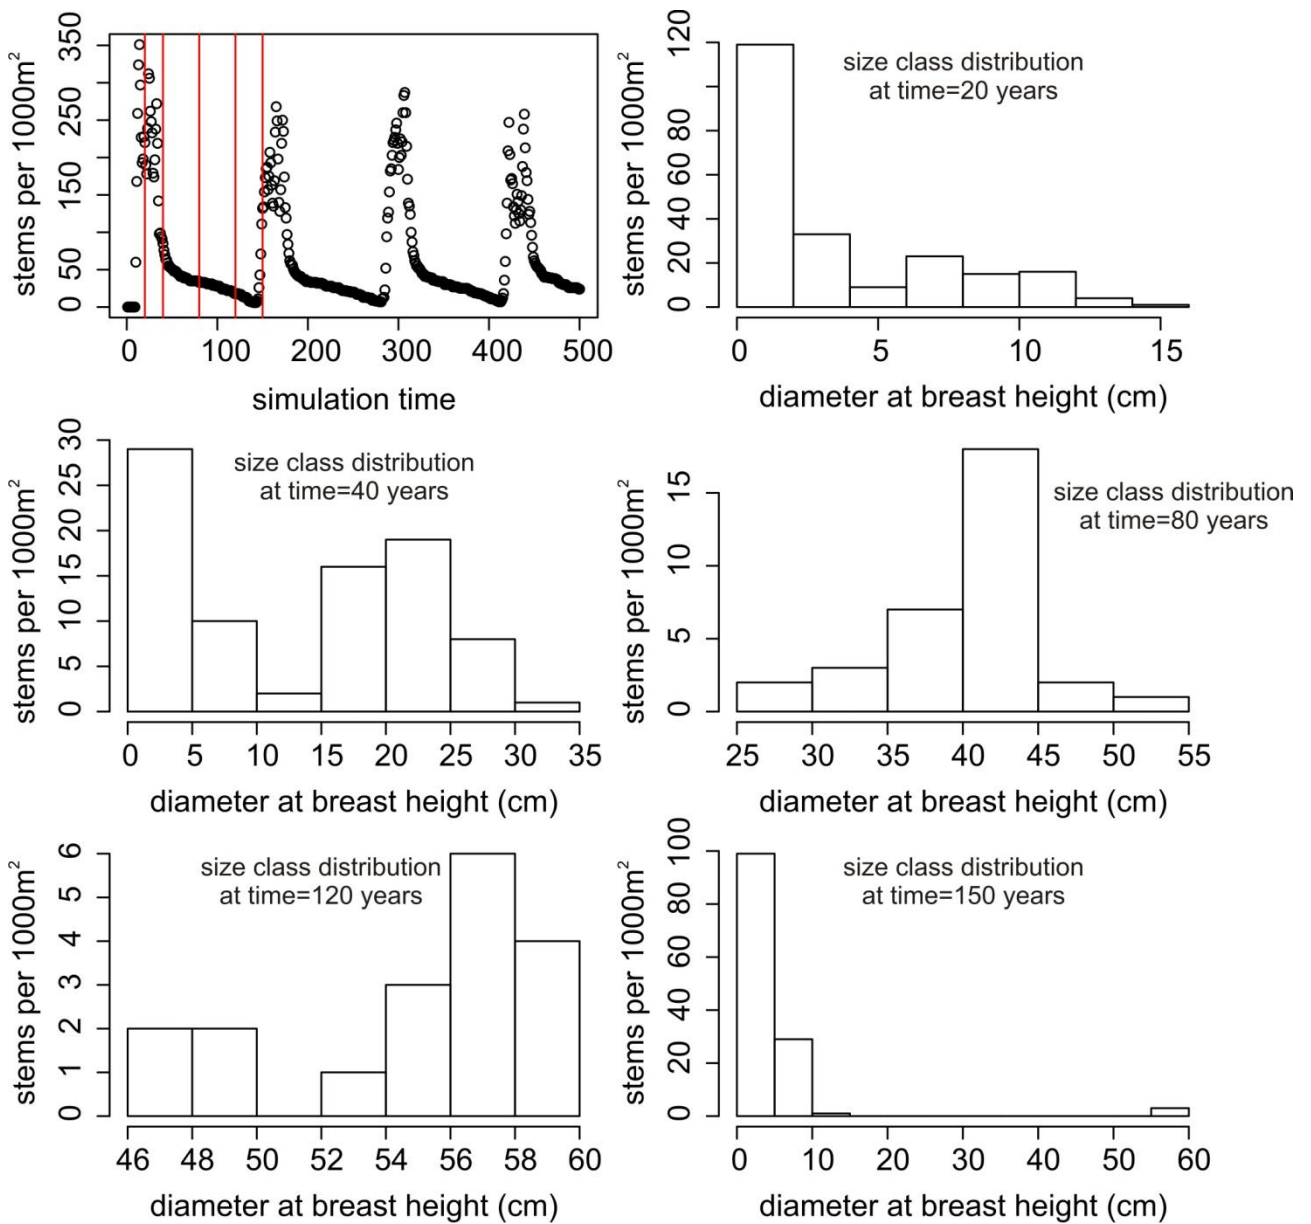 stems per 1000m²
350
250
150
50
0
0 100 200 300 400 500
simulation time
stems per 1000m²
120
80
60
40
20
0
size class distribution
at time=20 years
0 5 10 15
diameter at breast height (cm)
stems per 1000m²
30
25
20
15
10
5
0
size class distribution
at time=40 years
0 5 10 15 20 25 30 35
diameter at breast height (cm)
stems per 1000m²
15
10
5
0
size class distribution
at time=80 years
25 30 35 40 45 50 55
diameter at breast height (cm)
stems per 1000m²
6
5
4
3
2
1
0
size class distribution
at time=120 years
46 48 50 52 54 56 58 60
diameter at breast height (cm)
stems per 1000m²
100
80
60
40
20
0
size class distribution
at time=150 years
0 10 20 30 40 50 60
diameter at breast height (cm)